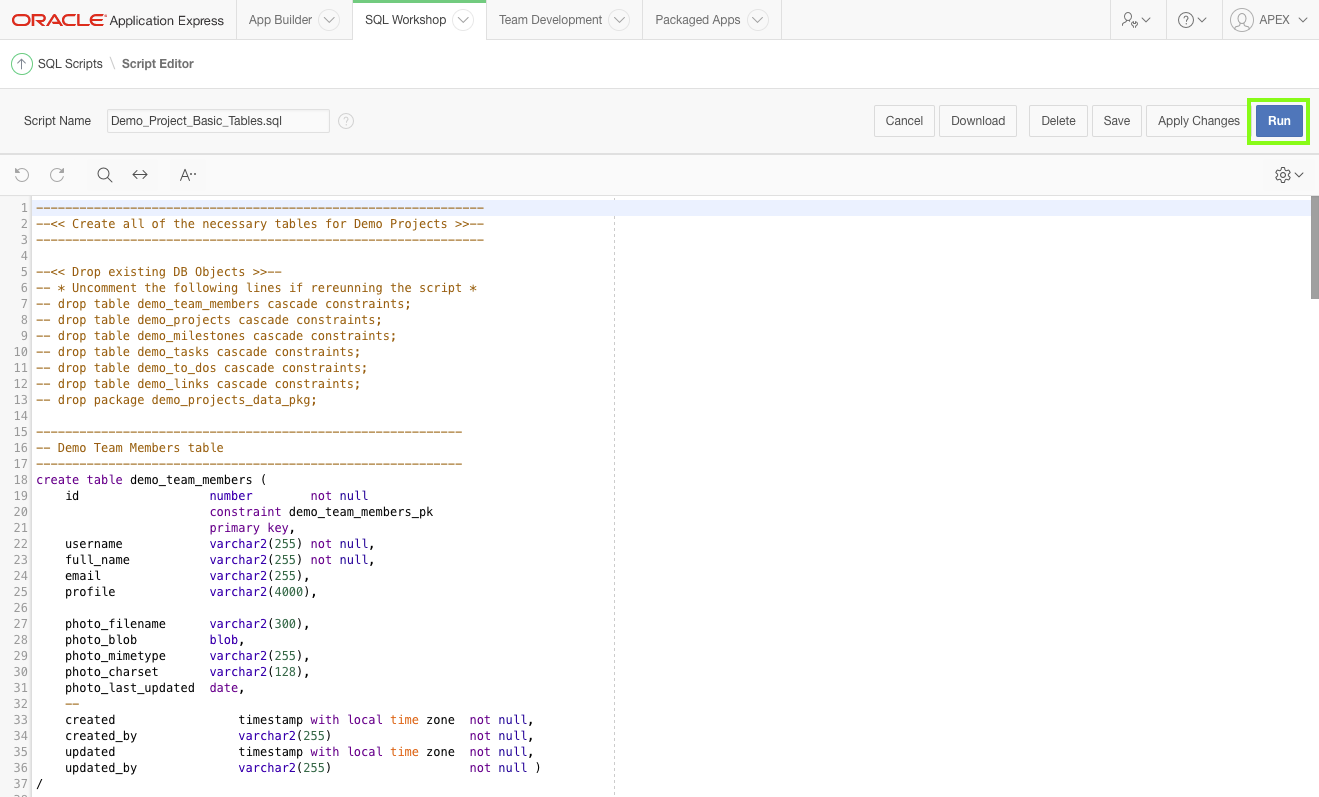 ORACLE Application Express App Builder SQL Workshop Team Development Packaged Apps ? APEX
SQL Scripts \ Script Editor
Script Name Demo_Project_Basic_Tables.sql ? Cancel Download Delete Save Apply Changes Run
A··
1 --------------------------------------------------------------
2 --<< Create all of the necessary tables for Demo Projects >>--
3 --------------------------------------------------------------
4
5 --<< Drop existing DB Objects >>--
6 -- * Uncomment the following lines if rereunning the script *
7 -- drop table demo_team_members cascade constraints;
8 -- drop table demo_projects cascade constraints;
9 -- drop table demo_milestones cascade constraints;
10 -- drop table demo_tasks cascade constraints;
11 -- drop table demo_to_dos cascade constraints;
12 -- drop table demo_links cascade constraints;
13 -- drop package demo_projects_data_pkg;
14
15 -----------------------------------------------------------
16 -- Demo Team Members table
17 -----------------------------------------------------------
18 create table demo_team_members (
19 id number not null
20 constraint demo_team_members_pk
21 primary key,
22 username varchar2(255) not null,
23 full_name varchar2(255) not null,
24 email varchar2(255),
25 profile varchar2(4000),
26
27 photo_filename varchar2(300),
28 photo_blob blob,
29 photo_mimetype varchar2(255),
30 photo_charset varchar2(128),
31 photo_last_updated date,
32 --
33 created timestamp with local time zone not null,
34 created_by varchar2(255) not null,
35 updated timestamp with local time zone not null,
36 updated_by varchar2(255) not null )
37 /